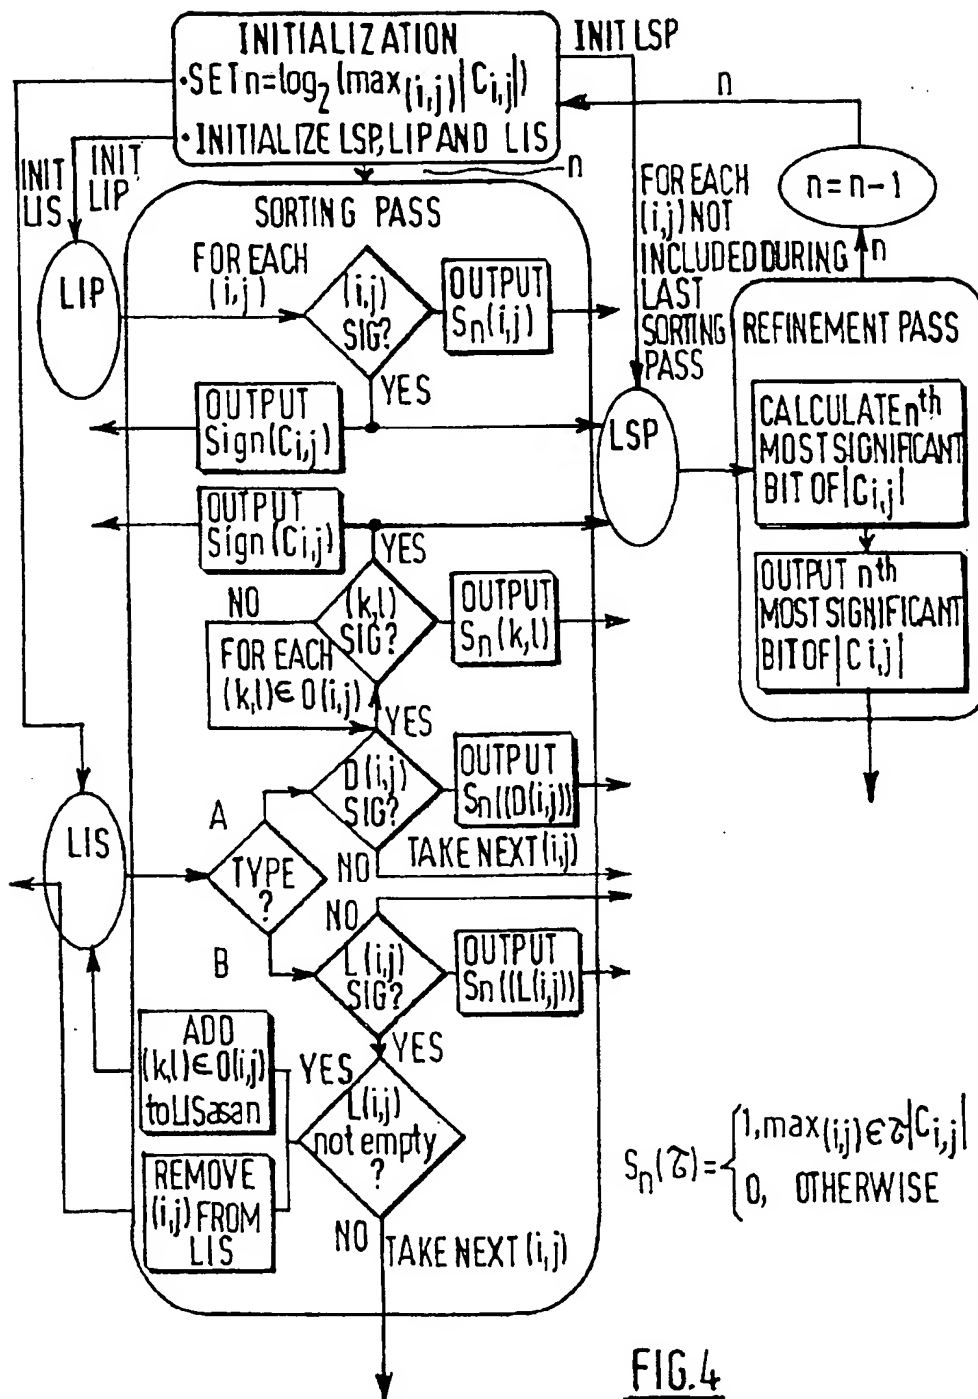 INITIALIZATION
·SET n=log2 (max(i,j)|Ci,j|)
·INITIALIZE LSP, LIP AND LIS
INIT LSP
n
INIT
LIS
INIT
LIP
n
SORTING PASS
FOR EACH
(i,j)
LIP
(i,j)
SIG?
OUTPUT
Sn(i,j)
YES
OUTPUT
Sign(Ci,j)
FOR EACH
(i,j) NOT
INCLUDED DURING
LAST
SORTING
PASS
n=n-1
n
LSP
REFINEMENT PASS
CALCULATE nth
MOST SIGNIFICANT
BIT OF |Ci,j|
OUTPUT nth
MOST SIGNIFICANT
BIT OF |Ci,j|
OUTPUT
Sign(Ci,j)
YES
NO
(k,l)
SIG?
OUTPUT
Sn(k,l)
FOR EACH
(k,l)∈O(i,j)
YES
D(i,j)
SIG?
OUTPUT
Sn((D(i,j))
A
LIS
TYPE
?
NO
TAKE NEXT (i,j)
NO
B
L(i,j)
SIG?
OUTPUT
Sn((L(i,j))
YES
ADD
(k,l)∈O(i,j)
to LIS as an
YES
L(i,j)
not empty
?
REMOVE
(i,j) FROM
LIS
NO
TAKE NEXT (i,j)
Sn(τ)={1, max(i,j)∈τ|Ci,j|
0, OTHERWISE
FIG.4